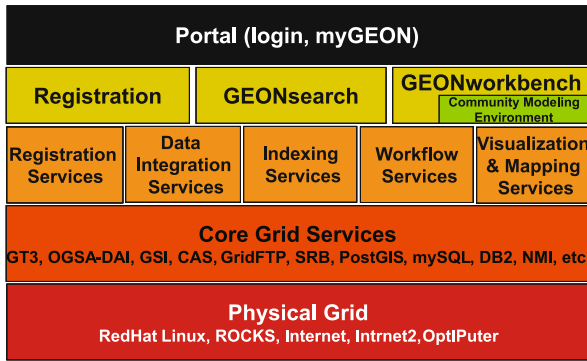 Portal (login, myGEON)
Registration
GEONsearch
GEONworkbench
Community Modeling
Environment
Registration
Services
Data
Integration
Services
Indexing
Services
Workflow
Services
Visualization
& Mapping
Services
Core Grid Services
GT3, OGSA-DAI, GSI, CAS, GridFTP, SRB, PostGIS, mySQL, DB2, NMI, etc
Physical Grid
RedHat Linux, ROCKS, Internet, Intrnet2,OptIPuter